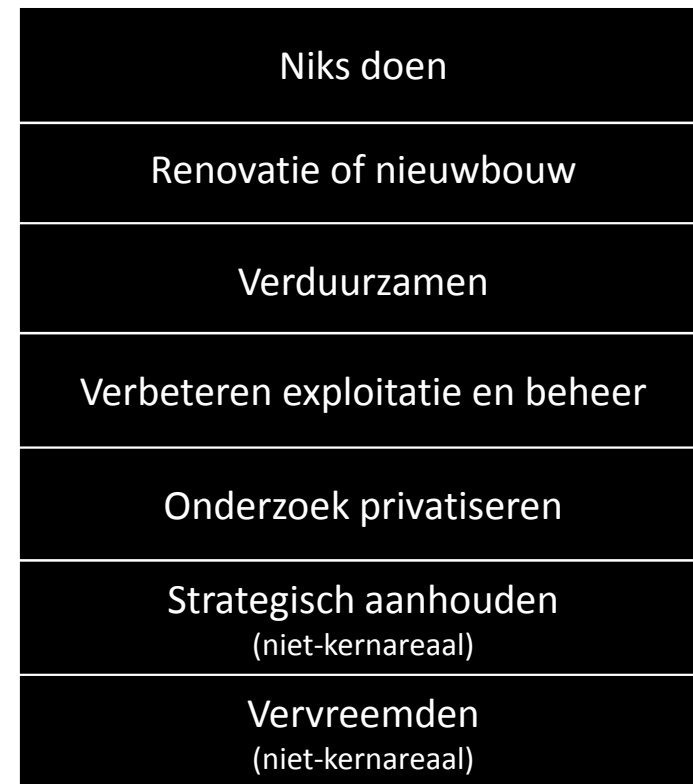 Niks doen
Renovatie of nieuwbouw
Verduurzamen
Verbeteren exploitatie en beheer
Onderzoek privatiseren
Strategisch aanhouden
(niet-kernareaal)
Vervreemden
(niet-kernareaal)